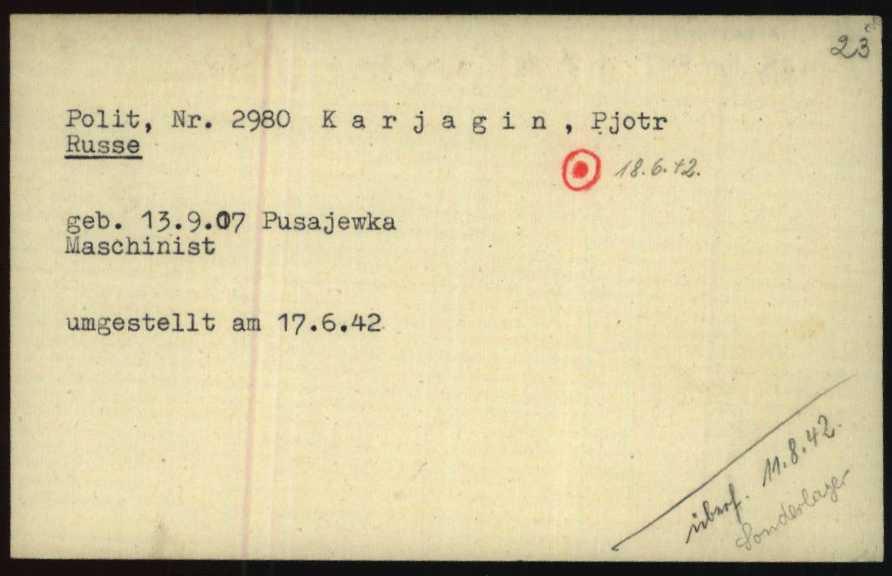 23
Polit, Nr. 2980 K a r j a g i n , Pjotr
Russe
18.6.42.
geb. 13.9.07 Pusajewka
Maschinist
umgestellt am 17.6.42
überf. 11.8.42.
Sonderlager